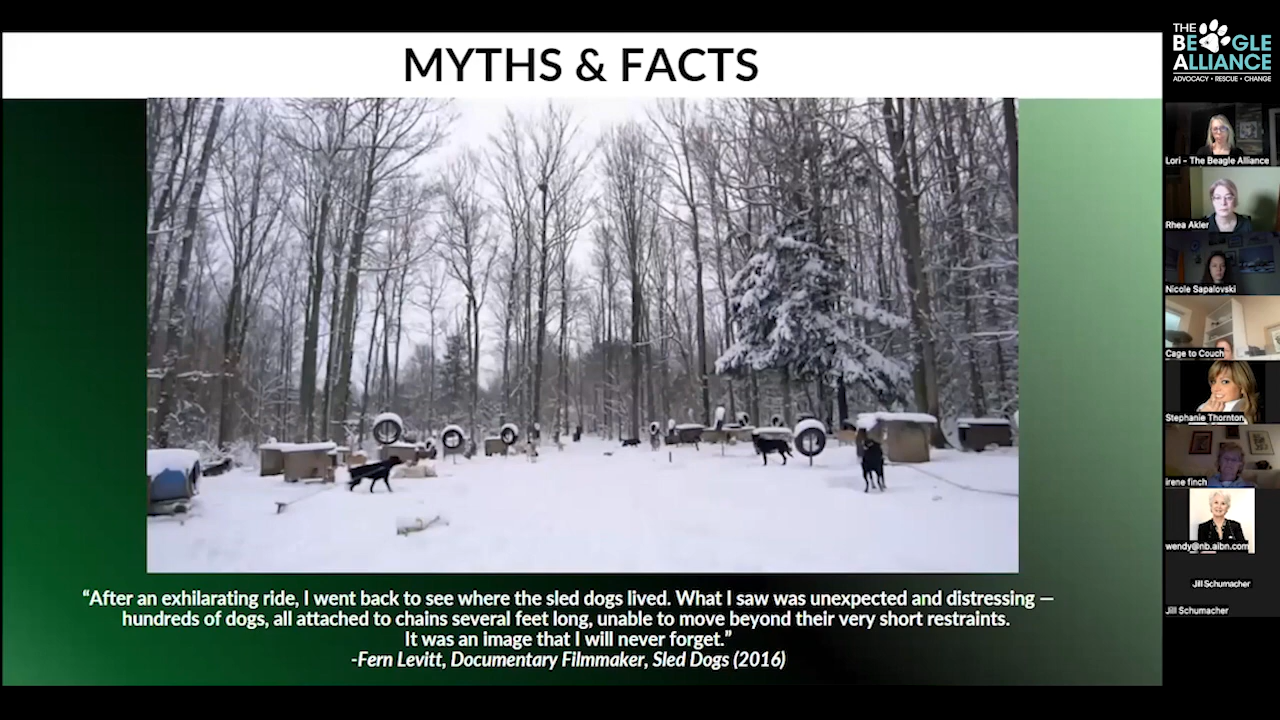 MYTHS & FACTS
“After an exhilarating ride, I went back to see where the sled dogs lived. What I saw was unexpected and distressing —
hundreds of dogs, all attached to chains several feet long, unable to move beyond their very short restraints.
It was an image that I will never forget.”
-Fern Levitt, Documentary Filmmaker, Sled Dogs (2016)
THE
BEAGLE
ALLIANCE
ADVOCACY • RESCUE • CHANGE
Lori - The Beagle Alliance
Rhea Akler
Nicole Sapalovski
Cage to Couch
Stephanie Thornton
irene finch
wendy@nb.aibn.com
Jill Schumacher
Jill Schumacher